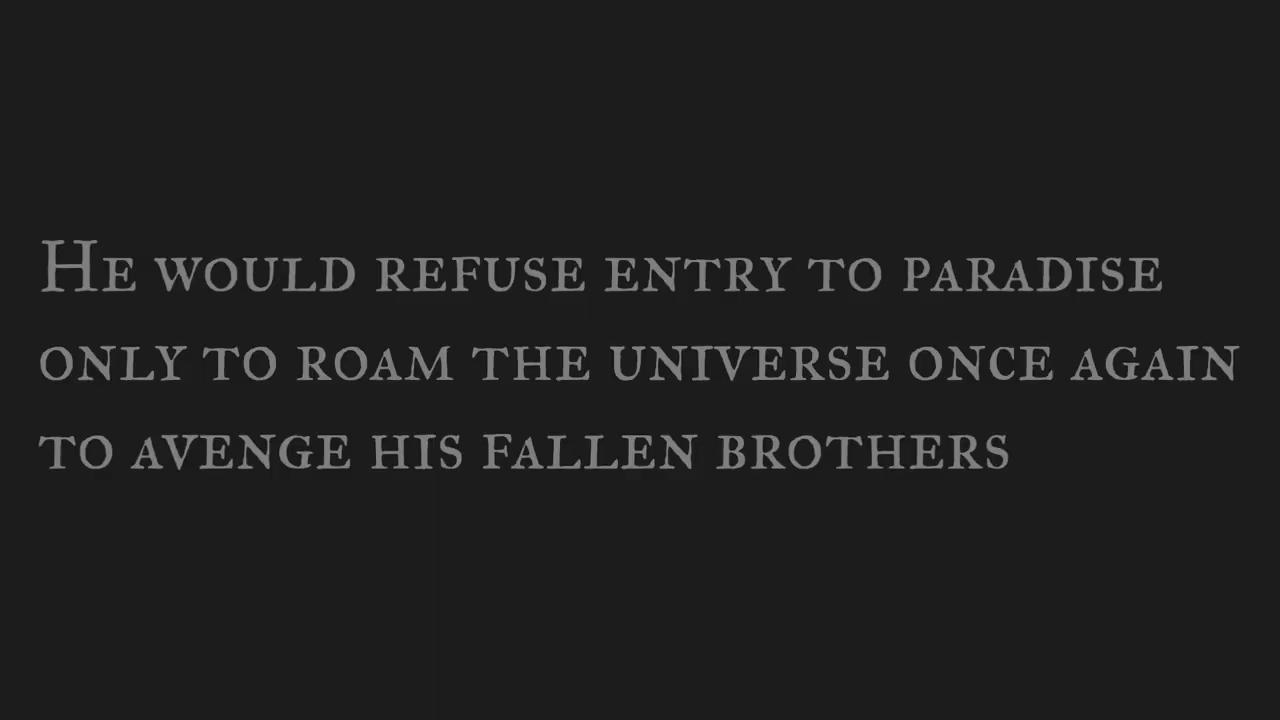 He would refuse entry to paradise
only to roam the universe once again
to avenge his fallen brothers